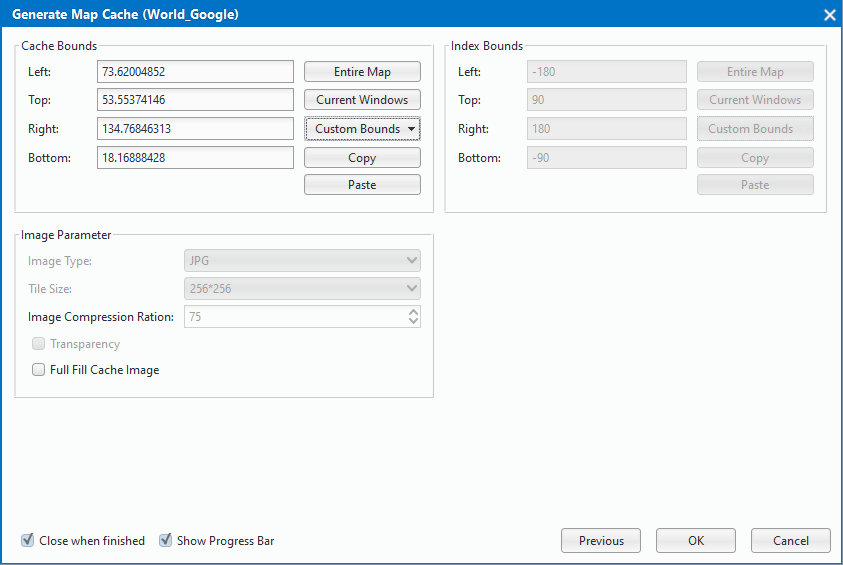 Generate Map Cache (World_Google)
Cache Bounds
Left: 73.62004852 Entire Map
Top: 53.55374146 Current Windows
Right: 134.76846313 Custom Bounds
Bottom: 18.16888428 Copy
Paste
Index Bounds
Left: -180 Entire Map
Top: 90 Current Windows
Right: 180 Custom Bounds
Bottom: -90 Copy
Paste
Image Parameter
Image Type: JPG
Tile Size: 256*256
Image Compression Ration: 75
Transparency
Full Fill Cache Image
Close when finished Show Progress Bar Previous OK Cancel